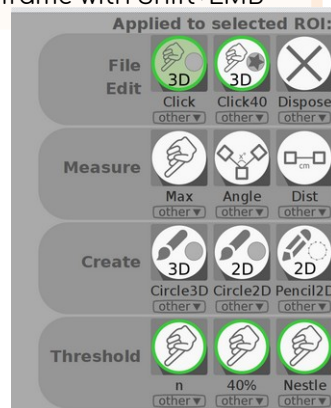 frame with Shift+LMB
Applied to selected ROI:
File
Edit
3D 3D
Click Click40 Dispose
other▼ other▼ other▼
Measure
x°
cm
Max Angle Dist
other▼ other▼ other▼
Create
3D 2D 2D
Circle3D Circle2D Pencil2D
other▼ other▼ other▼
Threshold
n 40% Nestle
other▼ other▼ other▼